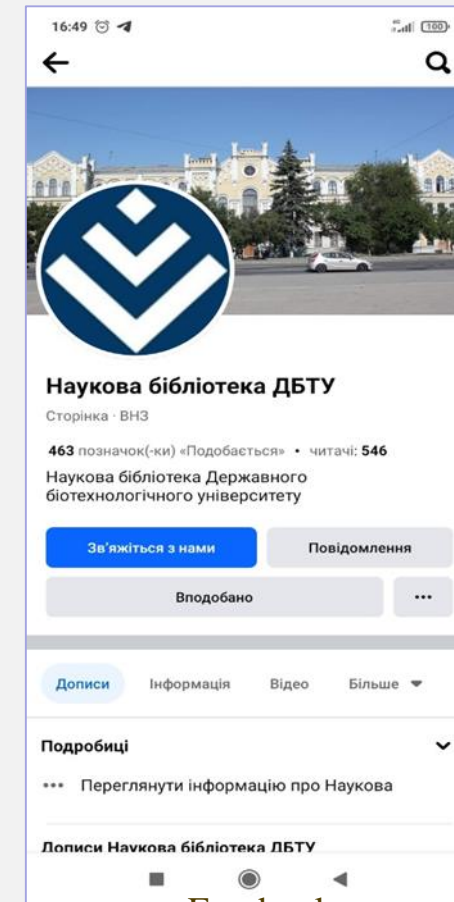 16:49
100
Наукова бібліотека ДБТУ
Сторінка · ВНЗ
463 позначок(-ки) «Подобається» • читачі: 546
Наукова бібліотека Державного
біотехнологічного університету
Зв'яжіться з нами
Повідомлення
Вподобано
Дописи Інформація Відео Більше
Подробиці
Переглянути інформацію про Наукова
Дописи Наукова бібліотека ДБТУ